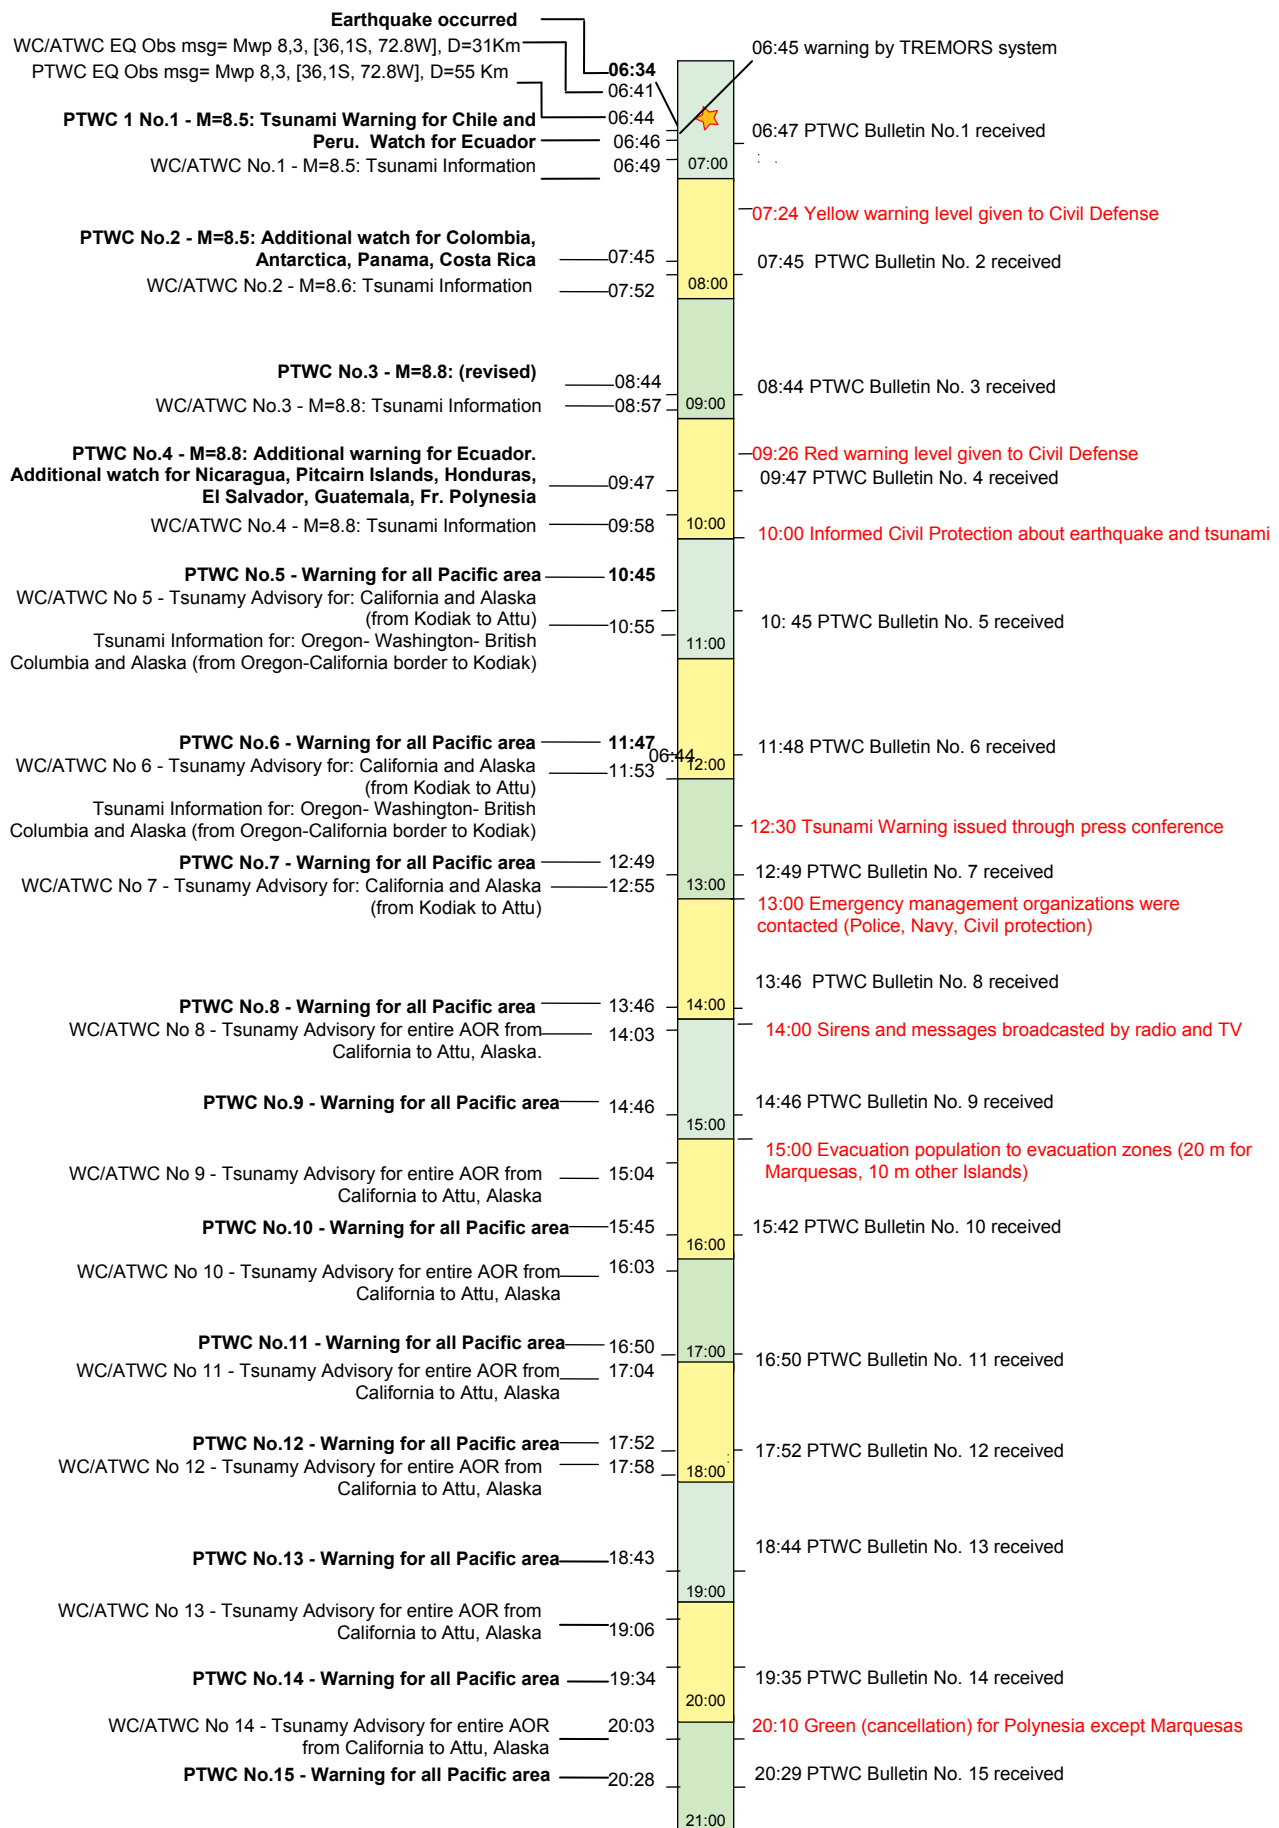 Earthquake occurred
WC/ATWC EQ Obs msg= Mwp 8,3, [36,1S, 72.8W], D=31Km
06:45 warning by TREMORS system
PTWC EQ Obs msg= Mwp 8,3, [36,1S, 72.8W], D=55 Km
06:34
06:41
PTWC 1 No.1 - M=8.5: Tsunami Warning for Chile and
06:44
Peru. Watch for Ecuador
06:46
06:47 PTWC Bulletin No.1 received
WC/ATWC No.1 - M=8.5: Tsunami Information
06:49
07:00
07:24 Yellow warning level given to Civil Defense
PTWC No.2 - M=8.5: Additional watch for Colombia,
Antarctica, Panama, Costa Rica
07:45
07:45 PTWC Bulletin No. 2 received
WC/ATWC No.2 - M=8.6: Tsunami Information
07:52
08:00
PTWC No.3 - M=8.8: (revised)
08:44
08:44 PTWC Bulletin No. 3 received
WC/ATWC No.3 - M=8.8: Tsunami Information
08:57
09:00
PTWC No.4 - M=8.8: Additional warning for Ecuador.
09:26 Red warning level given to Civil Defense
Additional watch for Nicaragua, Pitcairn Islands, Honduras,
El Salvador, Guatemala, Fr. Polynesia
09:47
09:47 PTWC Bulletin No. 4 received
WC/ATWC No.4 - M=8.8: Tsunami Information
09:58
10:00
10:00 Informed Civil Protection about earthquake and tsunami
PTWC No.5 - Warning for all Pacific area
10:45
WC/ATWC No 5 - Tsunamy Advisory for: California and Alaska
(from Kodiak to Attu)
10:55
10: 45 PTWC Bulletin No. 5 received
Tsunami Information for: Oregon- Washington- British
Columbia and Alaska (from Oregon-California border to Kodiak)
11:00
PTWC No.6 - Warning for all Pacific area
11:47
06:44
11:48 PTWC Bulletin No. 6 received
WC/ATWC No 6 - Tsunamy Advisory for: California and Alaska
(from Kodiak to Attu)
11:53
12:00
Tsunami Information for: Oregon- Washington- British
Columbia and Alaska (from Oregon-California border to Kodiak)
12:30 Tsunami Warning issued through press conference
PTWC No.7 - Warning for all Pacific area
12:49
12:49 PTWC Bulletin No. 7 received
WC/ATWC No 7 - Tsunamy Advisory for: California and Alaska
(from Kodiak to Attu)
12:55
13:00
13:00 Emergency management organizations were
contacted (Police, Navy, Civil protection)
13:46 PTWC Bulletin No. 8 received
PTWC No.8 - Warning for all Pacific area
13:46
14:00
WC/ATWC No 8 - Tsunamy Advisory for entire AOR from
California to Attu, Alaska.
14:03
14:00 Sirens and messages broadcasted by radio and TV
PTWC No.9 - Warning for all Pacific area
14:46
14:46 PTWC Bulletin No. 9 received
15:00
15:00 Evacuation population to evacuation zones (20 m for
Marquesas, 10 m other Islands)
WC/ATWC No 9 - Tsunamy Advisory for entire AOR from
California to Attu, Alaska
15:04
PTWC No.10 - Warning for all Pacific area
15:45
15:42 PTWC Bulletin No. 10 received
16:00
WC/ATWC No 10 - Tsunamy Advisory for entire AOR from
California to Attu, Alaska
16:03
PTWC No.11 - Warning for all Pacific area
16:50
17:00
16:50 PTWC Bulletin No. 11 received
WC/ATWC No 11 - Tsunamy Advisory for entire AOR from
California to Attu, Alaska
17:04
PTWC No.12 - Warning for all Pacific area
17:52
17:52 PTWC Bulletin No. 12 received
WC/ATWC No 12 - Tsunamy Advisory for entire AOR from
California to Attu, Alaska
17:58
18:00
18:44 PTWC Bulletin No. 13 received
PTWC No.13 - Warning for all Pacific area
18:43
19:00
WC/ATWC No 13 - Tsunamy Advisory for entire AOR from
California to Attu, Alaska
19:06
PTWC No.14 - Warning for all Pacific area
19:34
19:35 PTWC Bulletin No. 14 received
20:00
WC/ATWC No 14 - Tsunamy Advisory for entire AOR
from California to Attu, Alaska
20:03
20:10 Green (cancellation) for Polynesia except Marquesas
PTWC No.15 - Warning for all Pacific area
20:28
20:29 PTWC Bulletin No. 15 received
21:00